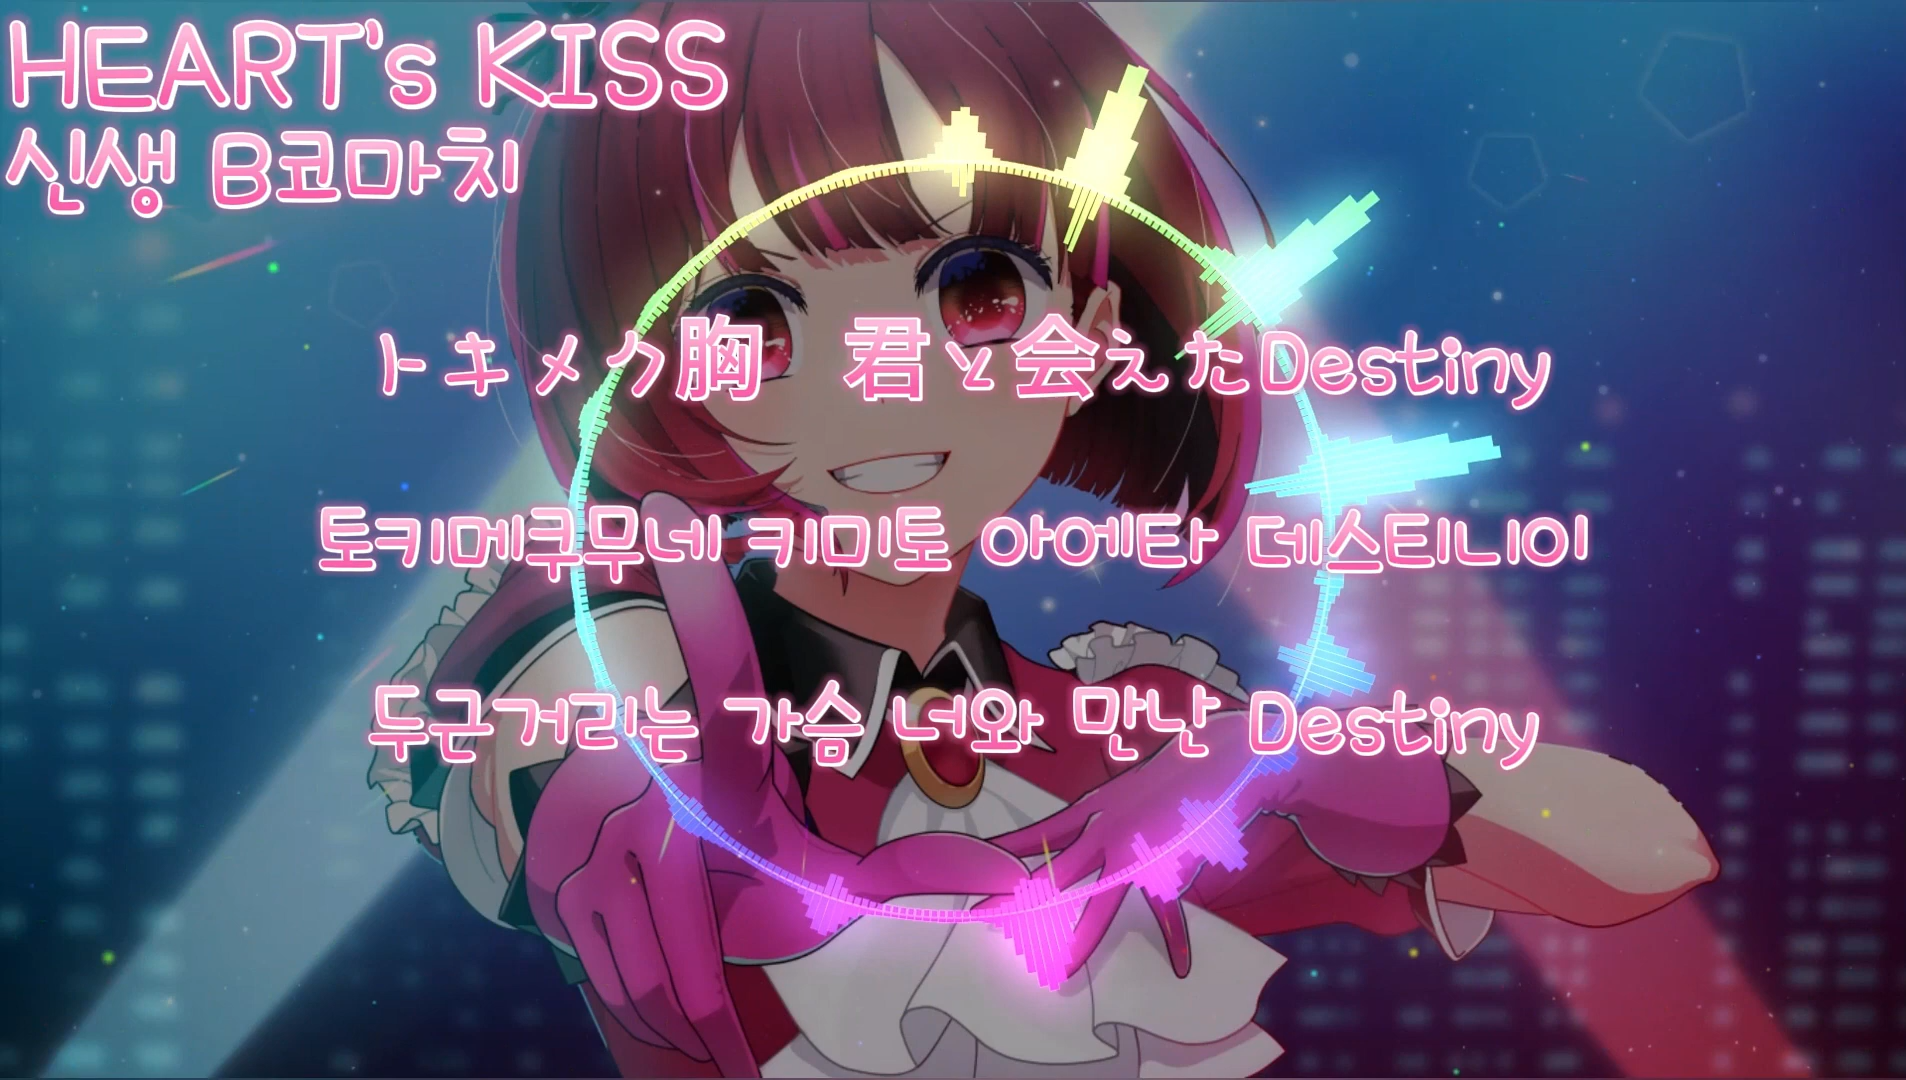 HEART's KISS
신생 B코마치
トキメク胸　君と会えたDestiny
토키메쿠무네 키미토 아에타 데스티니이
두근거리는 가슴 너와 만난 Destiny